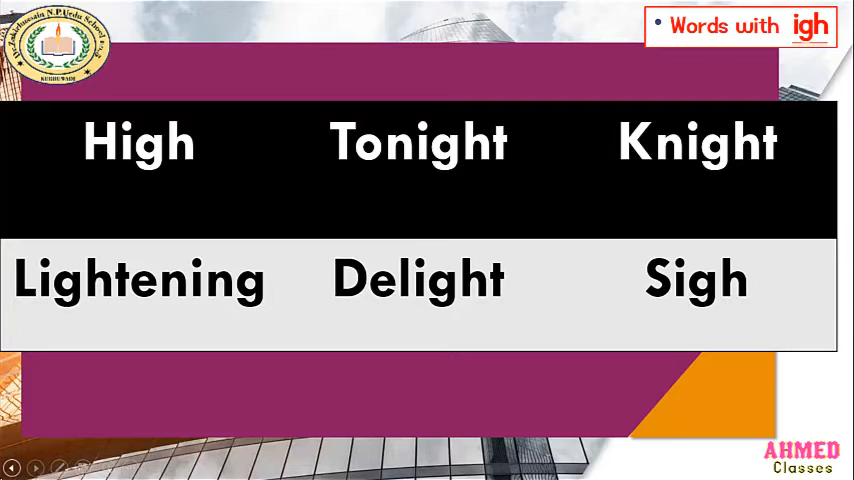 • Words with igh
High Tonight Knight
Lightening Delight Sigh
AHMED
Classes